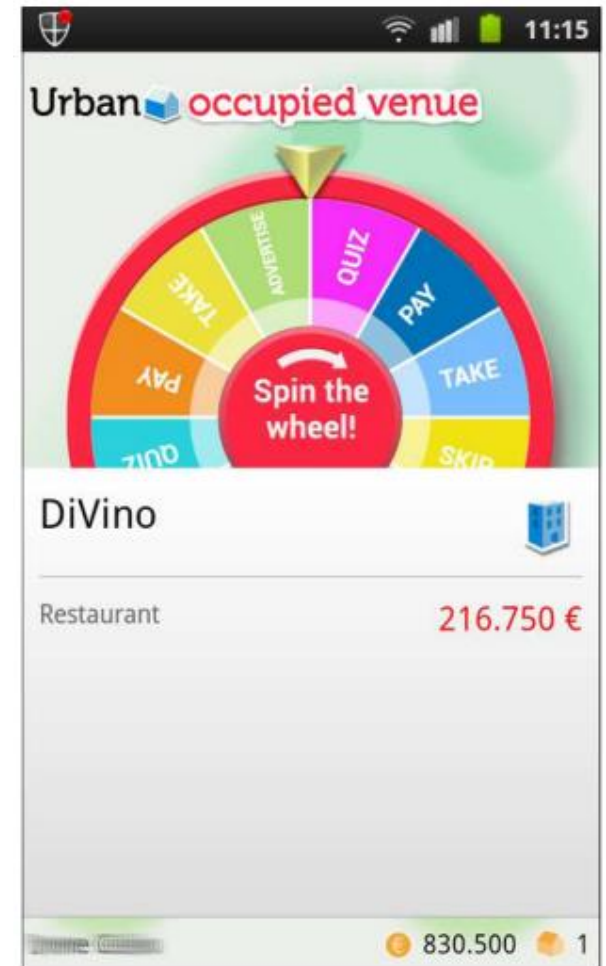 11:15
Urban occupied venue
ADVERTISE
QUIZ
TAKE
PAY
PAY
TAKE
QUIZ
SKIP
Spin the
wheel!
DiVino
Restaurant 216.750 €
830.500 1